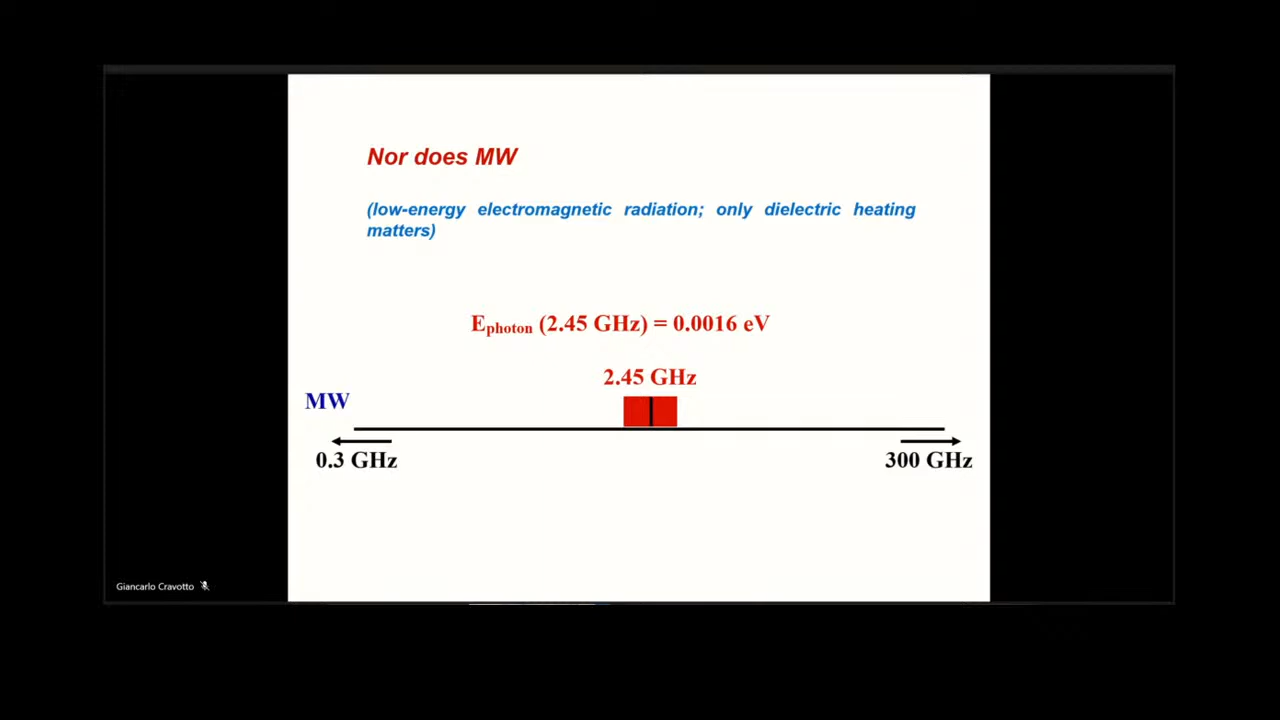 Nor does MW
(low-energy electromagnetic radiation; only dielectric heating
matters)
Ephoton (2.45 GHz) = 0.0016 eV
2.45 GHz
MW
0.3 GHz
300 GHz
Giancarlo Cravotto